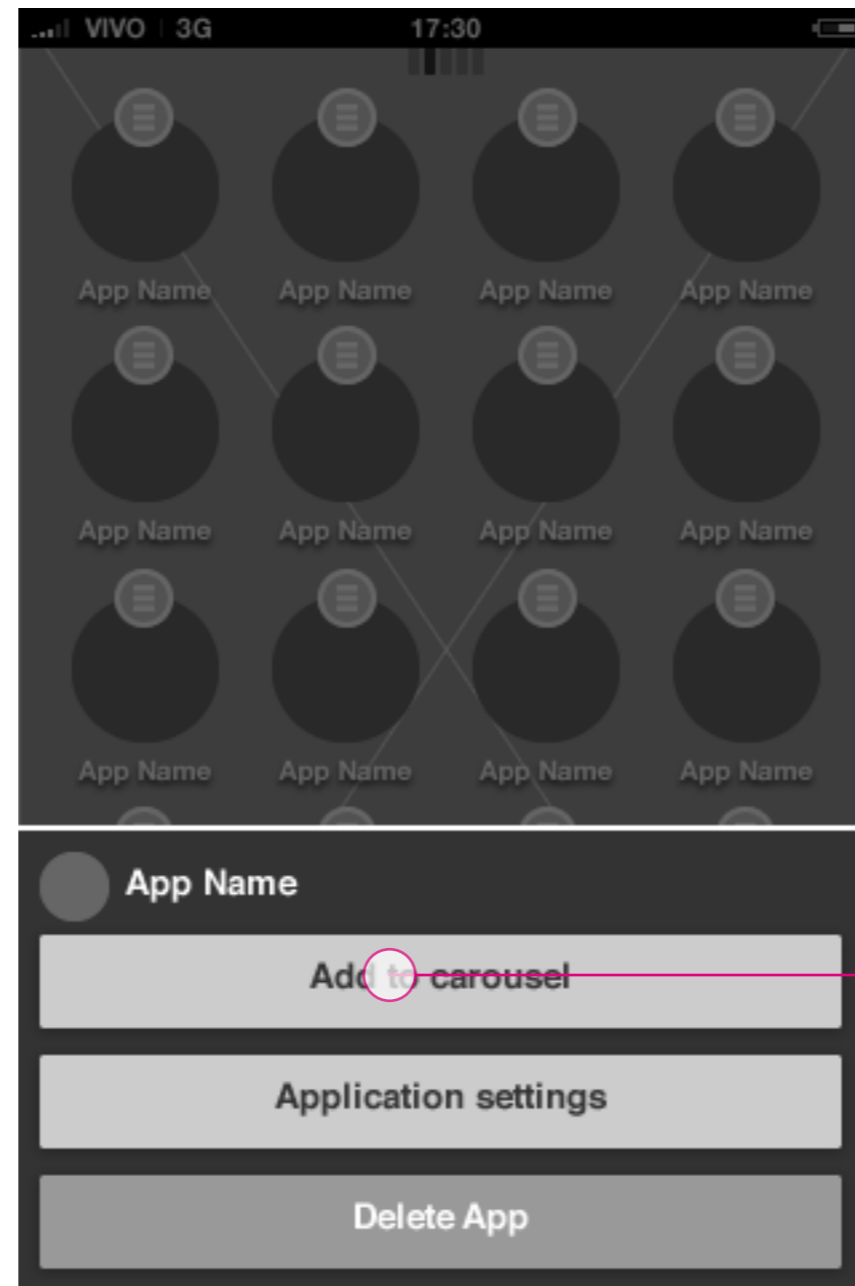 VIVO 3G 17:30
App Name App Name App Name App Name
App Name App Name App Name App Name
App Name App Name App Name App Name
App Name
Add to carousel
Application settings
Delete App